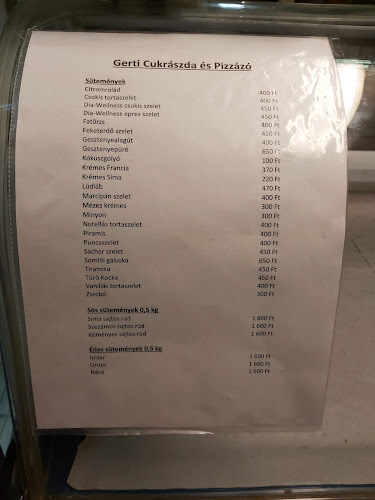 Gerti Cukrászda és Pizzázó
Sütemények
Citromrolád 400 Ft
Csokis tortaszelet 400 Ft
Dia-Wellness csokis szelet 450 Ft
Dia-Wellness epres szelet 450 Ft
Fatörzs 400 Ft
Feketerdő szelet 450 Ft
Gesztenyealagút 400 Ft
Gesztenyepüré 650 Ft
Kókuszgolyó 100 Ft
Krémes Francia 370 Ft
Krémes Sima 220 Ft
Lúdláb 470 Ft
Marcipán szelet 400 Ft
Mézes krémes 300 Ft
Minyon 300 Ft
Nutellás tortaszelet 400 Ft
Piramis 400 Ft
Puncsszelet 400 Ft
Sacher szelet 450 Ft
Somlói galuska 650 Ft
Tiramisu 450 Ft
Túró Kocka 450 Ft
Vaníliás tortaszelet 400 Ft
Zserbó 300 Ft
Sós sütemények 0,5 kg
Sima sajtos rúd 1 600 Ft
Szezámos sajtos rúd 1 600 Ft
Köményes sajtos rúd 1 600 Ft
Édes sütemények 0,5 kg
Ishler 1 600 Ft
Linzer 1 600 Ft
Néró 1 600 Ft